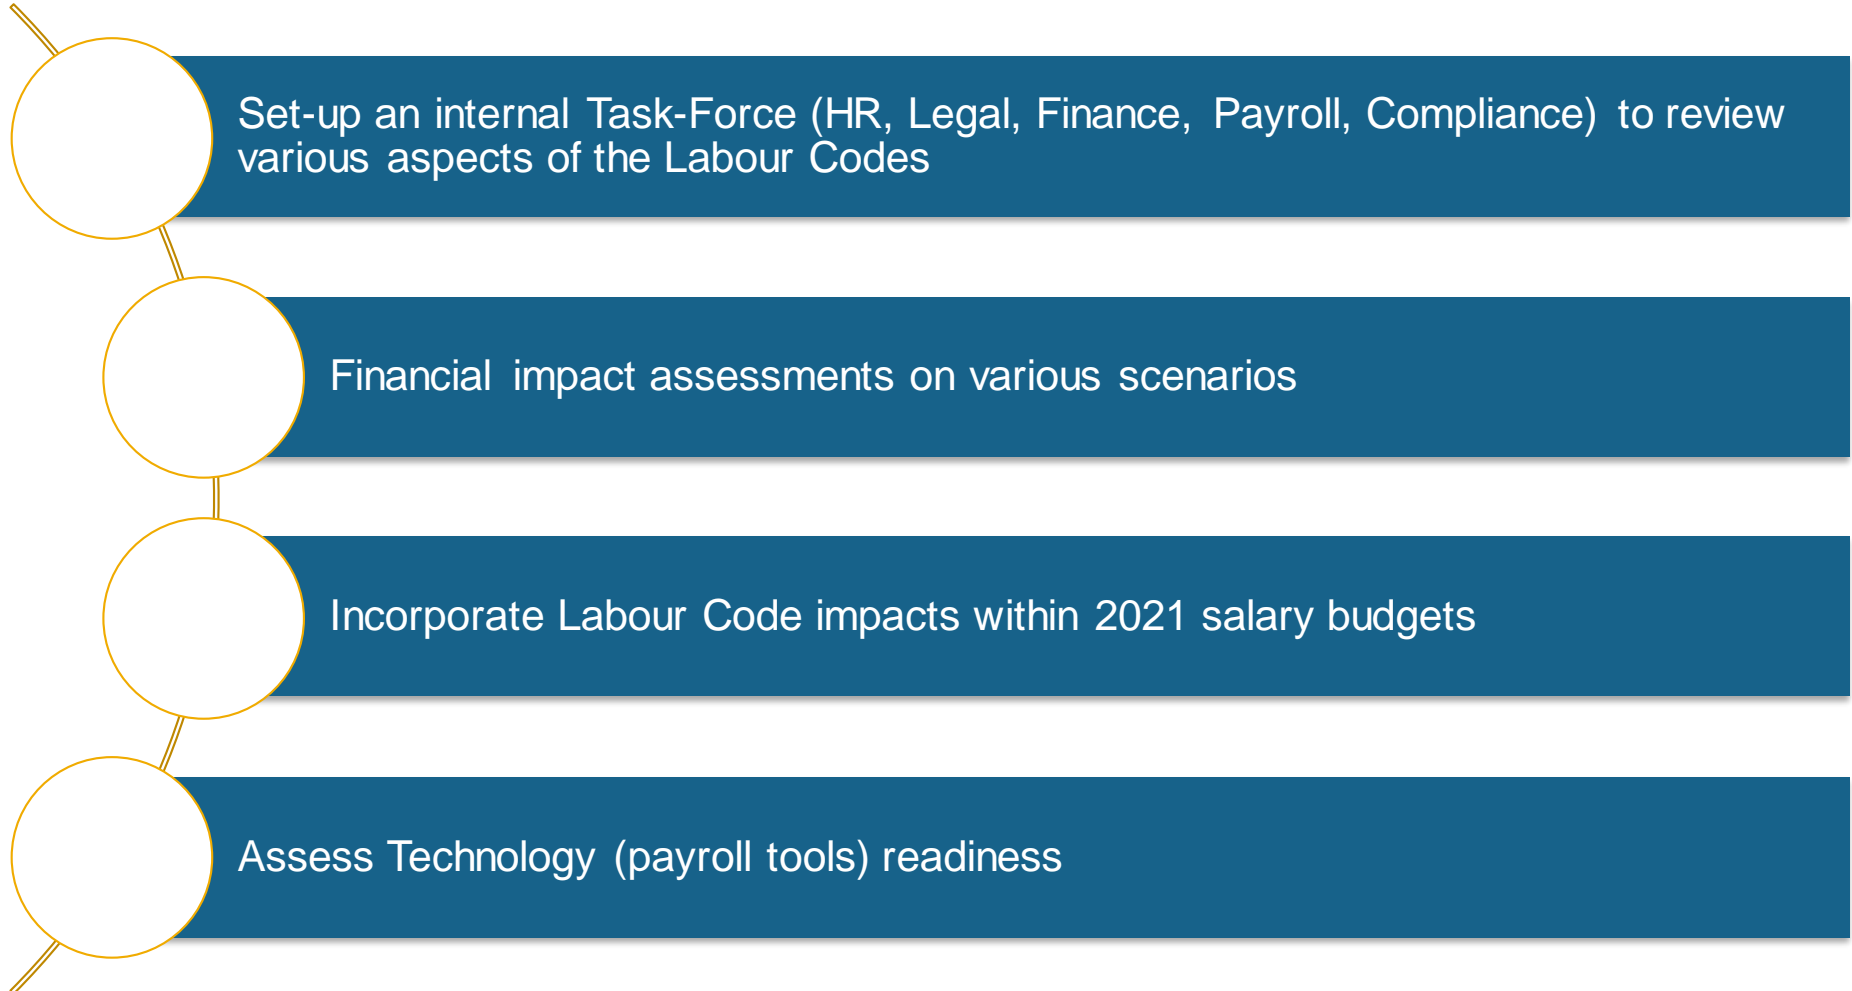 Set-up an internal Task-Force (HR, Legal, Finance, Payroll, Compliance) to review
various aspects of the Labour Codes
Financial impact assessments on various scenarios
Incorporate Labour Code impacts within 2021 salary budgets
Assess Technology (payroll tools) readiness